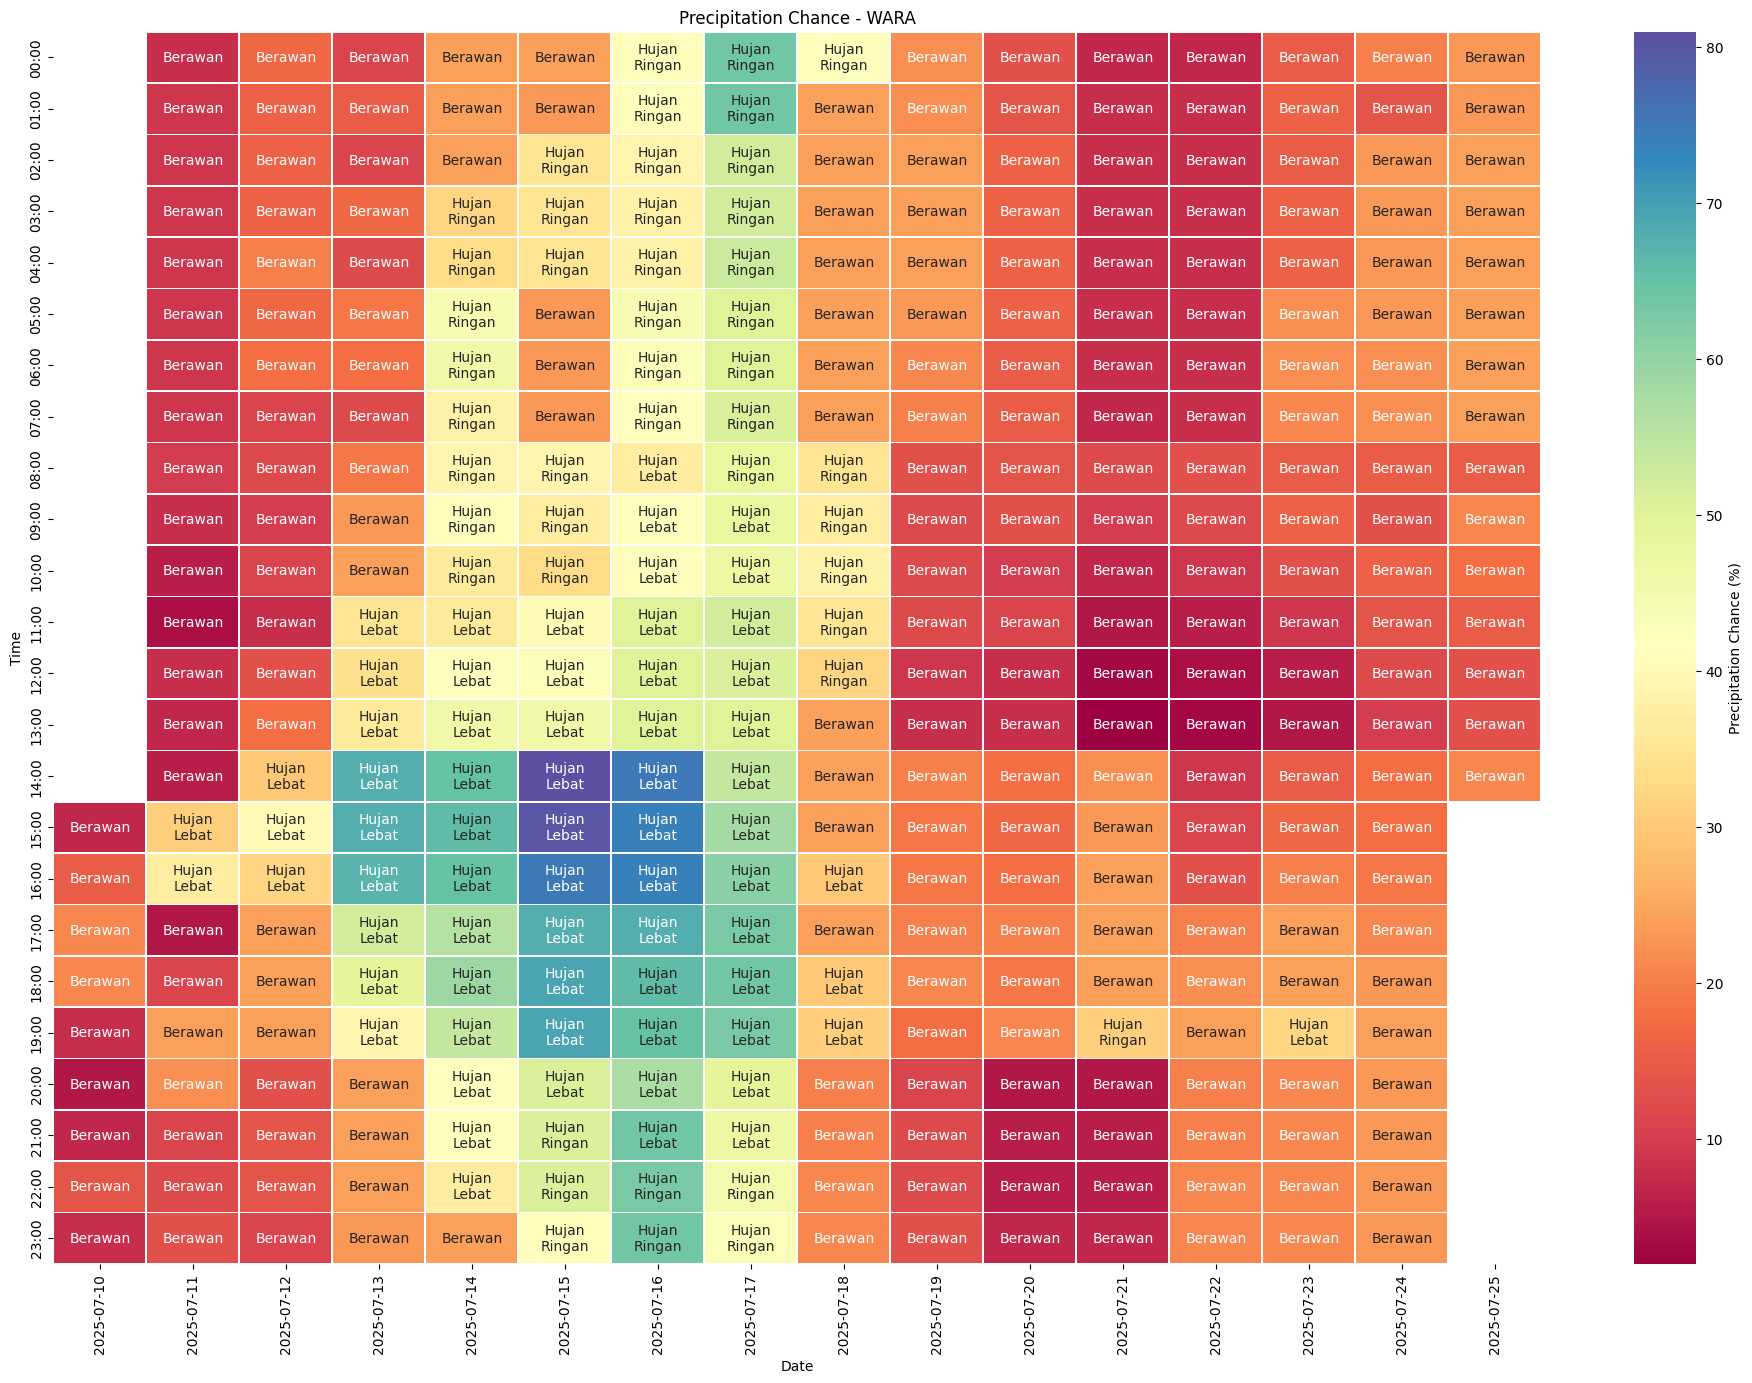 Precipitation Chance - WARA
Time
00:00 Berawan Berawan Berawan Berawan Berawan Hujan Ringan Hujan Ringan Hujan Ringan Berawan Berawan Berawan Berawan Berawan Berawan Berawan
01:00 Berawan Berawan Berawan Berawan Berawan Hujan Ringan Hujan Ringan Berawan Berawan Berawan Berawan Berawan Berawan Berawan Berawan
02:00 Berawan Berawan Berawan Berawan Hujan Ringan Hujan Ringan Hujan Ringan Berawan Berawan Berawan Berawan Berawan Berawan Berawan Berawan
03:00 Berawan Berawan Berawan Hujan Ringan Hujan Ringan Hujan Ringan Hujan Ringan Berawan Berawan Berawan Berawan Berawan Berawan Berawan Berawan
04:00 Berawan Berawan Berawan Hujan Ringan Hujan Ringan Hujan Ringan Hujan Ringan Berawan Berawan Berawan Berawan Berawan Berawan Berawan Berawan
05:00 Berawan Berawan Berawan Hujan Ringan Berawan Hujan Ringan Hujan Ringan Berawan Berawan Berawan Berawan Berawan Berawan Berawan Berawan
06:00 Berawan Berawan Berawan Hujan Ringan Berawan Hujan Ringan Hujan Ringan Berawan Berawan Berawan Berawan Berawan Berawan Berawan Berawan
07:00 Berawan Berawan Berawan Hujan Ringan Berawan Hujan Ringan Hujan Ringan Berawan Berawan Berawan Berawan Berawan Berawan Berawan Berawan
08:00 Berawan Berawan Berawan Hujan Ringan Hujan Ringan Hujan Lebat Hujan Ringan Hujan Ringan Berawan Berawan Berawan Berawan Berawan Berawan Berawan
09:00 Berawan Berawan Berawan Hujan Ringan Hujan Ringan Hujan Lebat Hujan Lebat Hujan Ringan Berawan Berawan Berawan Berawan Berawan Berawan Berawan
10:00 Berawan Berawan Berawan Hujan Ringan Hujan Ringan Hujan Lebat Hujan Lebat Hujan Ringan Berawan Berawan Berawan Berawan Berawan Berawan Berawan
11:00 Berawan Berawan Hujan Lebat Hujan Lebat Hujan Lebat Hujan Lebat Hujan Lebat Hujan Ringan Berawan Berawan Berawan Berawan Berawan Berawan Berawan
12:00 Berawan Berawan Hujan Lebat Hujan Lebat Hujan Lebat Hujan Lebat Hujan Lebat Hujan Ringan Berawan Berawan Berawan Berawan Berawan Berawan Berawan
13:00 Berawan Berawan Hujan Lebat Hujan Lebat Hujan Lebat Hujan Lebat Hujan Lebat Berawan Berawan Berawan Berawan Berawan Berawan Berawan Berawan
14:00 Berawan Hujan Lebat Hujan Lebat Hujan Lebat Hujan Lebat Hujan Lebat Hujan Lebat Berawan Berawan Berawan Berawan Berawan Berawan Berawan Berawan
15:00 Berawan Hujan Lebat Hujan Lebat Hujan Lebat Hujan Lebat Hujan Lebat Hujan Lebat Hujan Lebat Berawan Berawan Berawan Berawan Berawan Berawan Berawan
16:00 Berawan Hujan Lebat Hujan Lebat Hujan Lebat Hujan Lebat Hujan Lebat Hujan Lebat Hujan Lebat Hujan Lebat Berawan Berawan Berawan Berawan Berawan Berawan
17:00 Berawan Berawan Berawan Hujan Lebat Hujan Lebat Hujan Lebat Hujan Lebat Hujan Lebat Berawan Berawan Berawan Berawan Berawan Berawan Berawan
18:00 Berawan Berawan Berawan Hujan Lebat Hujan Lebat Hujan Lebat Hujan Lebat Hujan Lebat Hujan Lebat Berawan Berawan Berawan Berawan Berawan Berawan
19:00 Berawan Berawan Berawan Hujan Lebat Hujan Lebat Hujan Lebat Hujan Lebat Hujan Lebat Hujan Lebat Berawan Berawan Hujan Ringan Berawan Hujan Lebat Berawan
20:00 Berawan Berawan Berawan Berawan Hujan Lebat Hujan Lebat Hujan Lebat Hujan Lebat Berawan Berawan Berawan Berawan Berawan Berawan Berawan
21:00 Berawan Berawan Berawan Berawan Hujan Lebat Hujan Ringan Hujan Lebat Hujan Lebat Berawan Berawan Berawan Berawan Berawan Berawan Berawan
22:00 Berawan Berawan Berawan Berawan Hujan Lebat Hujan Ringan Hujan Ringan Hujan Ringan Berawan Berawan Berawan Berawan Berawan Berawan Berawan
23:00 Berawan Berawan Berawan Berawan Berawan Hujan Ringan Hujan Ringan Hujan Ringan Berawan Berawan Berawan Berawan Berawan Berawan Berawan
2025-07-10 2025-07-11 2025-07-12 2025-07-13 2025-07-14 2025-07-15 2025-07-16 2025-07-17 2025-07-18 2025-07-19 2025-07-20 2025-07-21 2025-07-22 2025-07-23 2025-07-24 2025-07-25
Date
80
70
60
50
40
30
20
10
Precipitation Chance (%)